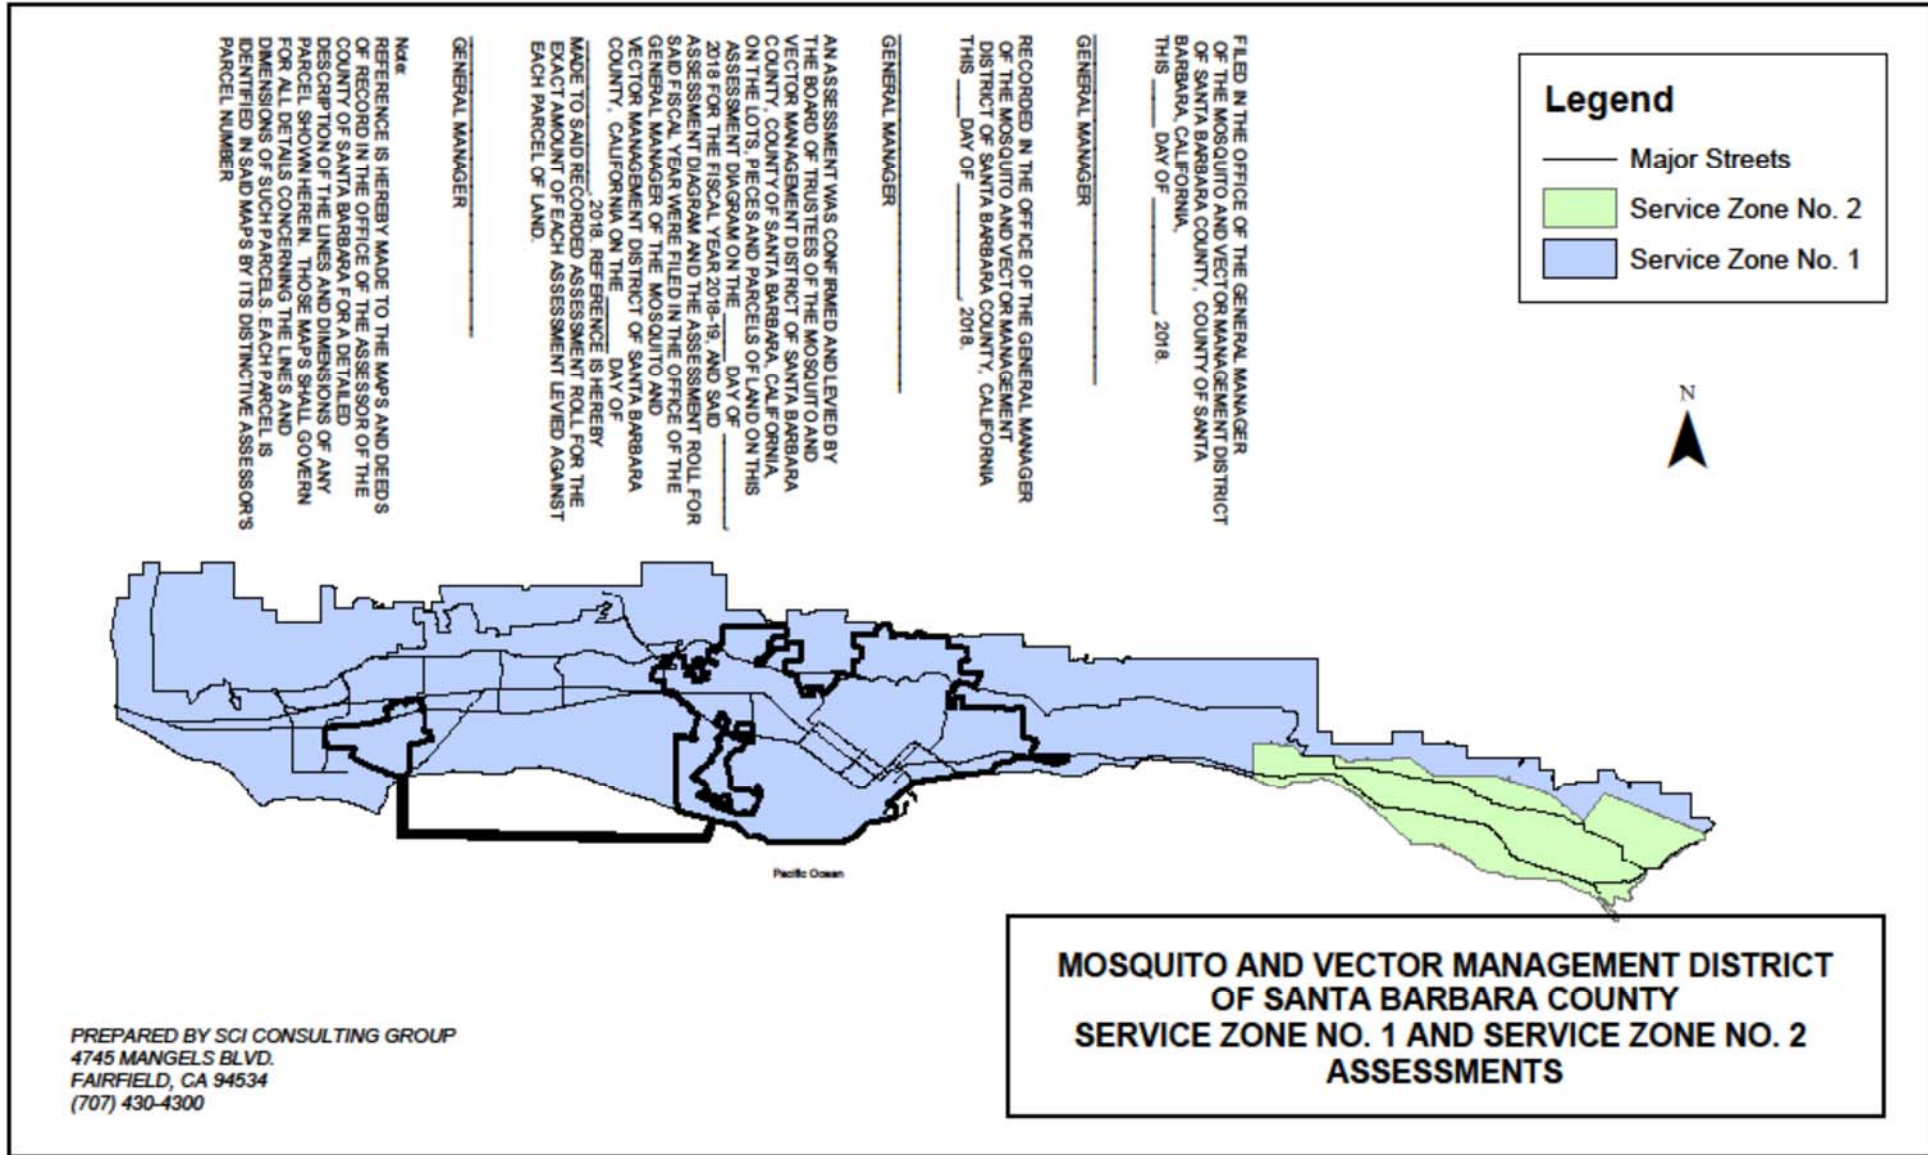 FILED IN THE OFFICE OF THE GENERAL MANAGER
OF THE MOSQUITO AND VECTOR MANAGEMENT DISTRICT
OF SANTA BARBARA COUNTY, COUNTY OF SANTA
BARBARA, CALIFORNIA,
THIS _____ DAY OF __________, 2018.
GENERAL MANAGER
RECORDED IN THE OFFICE OF THE GENERAL MANAGER
OF THE MOSQUITO AND VECTOR MANAGEMENT
DISTRICT OF SANTA BARBARA COUNTY, CALIFORNIA
THIS _____ DAY OF __________, 2018.
GENERAL MANAGER
AN ASSESSMENT WAS CONFIRMED AND LEVIED BY
THE BOARD OF TRUSTEES OF THE MOSQUITO AND
VECTOR MANAGEMENT DISTRICT OF SANTA BARBARA
COUNTY, COUNTY OF SANTA BARBARA, CALIFORNIA,
ON THE LOTS, PIECES AND PARCELS OF LAND ON THIS
ASSESSMENT DIAGRAM ON THE _____ DAY OF __________,
2018 FOR THE FISCAL YEAR 2018-19, AND SAID
ASSESSMENT DIAGRAM AND THE ASSESSMENT ROLL FOR
SAID FISCAL YEAR WERE FILED IN THE OFFICE OF THE
GENERAL MANAGER OF THE MOSQUITO AND
VECTOR MANAGEMENT DISTRICT OF SANTA BARBARA
COUNTY, CALIFORNIA ON THE ______ DAY OF
__________, 2018. REFERENCE IS HEREBY
MADE TO SAID RECORDED ASSESSMENT ROLL FOR THE
EXACT AMOUNT OF EACH ASSESSMENT LEVIED AGAINST
EACH PARCEL OF LAND.
GENERAL MANAGER
Note:
REFERENCE IS HEREBY MADE TO THE MAPS AND DEEDS
OF RECORD IN THE OFFICE OF THE ASSESSOR OF THE
COUNTY OF SANTA BARBARA FOR A DETAILED
DESCRIPTION OF THE LINES AND DIMENSIONS OF ANY
PARCEL SHOWN HEREIN. THOSE MAPS SHALL GOVERN
FOR ALL DETAILS CONCERNING THE LINES AND
DIMENSIONS OF SUCH PARCELS. EACH PARCEL IS
IDENTIFIED IN SAID MAPS BY ITS DISTINCTIVE ASSESSOR'S
PARCEL NUMBER
Legend
Major Streets
Service Zone No. 2
Service Zone No. 1
N
Pacific Ocean
MOSQUITO AND VECTOR MANAGEMENT DISTRICT
OF SANTA BARBARA COUNTY
SERVICE ZONE NO. 1 AND SERVICE ZONE NO. 2
ASSESSMENTS
PREPARED BY SCI CONSULTING GROUP
4745 MANGELS BLVD.
FAIRFIELD, CA 94534
(707) 430-4300